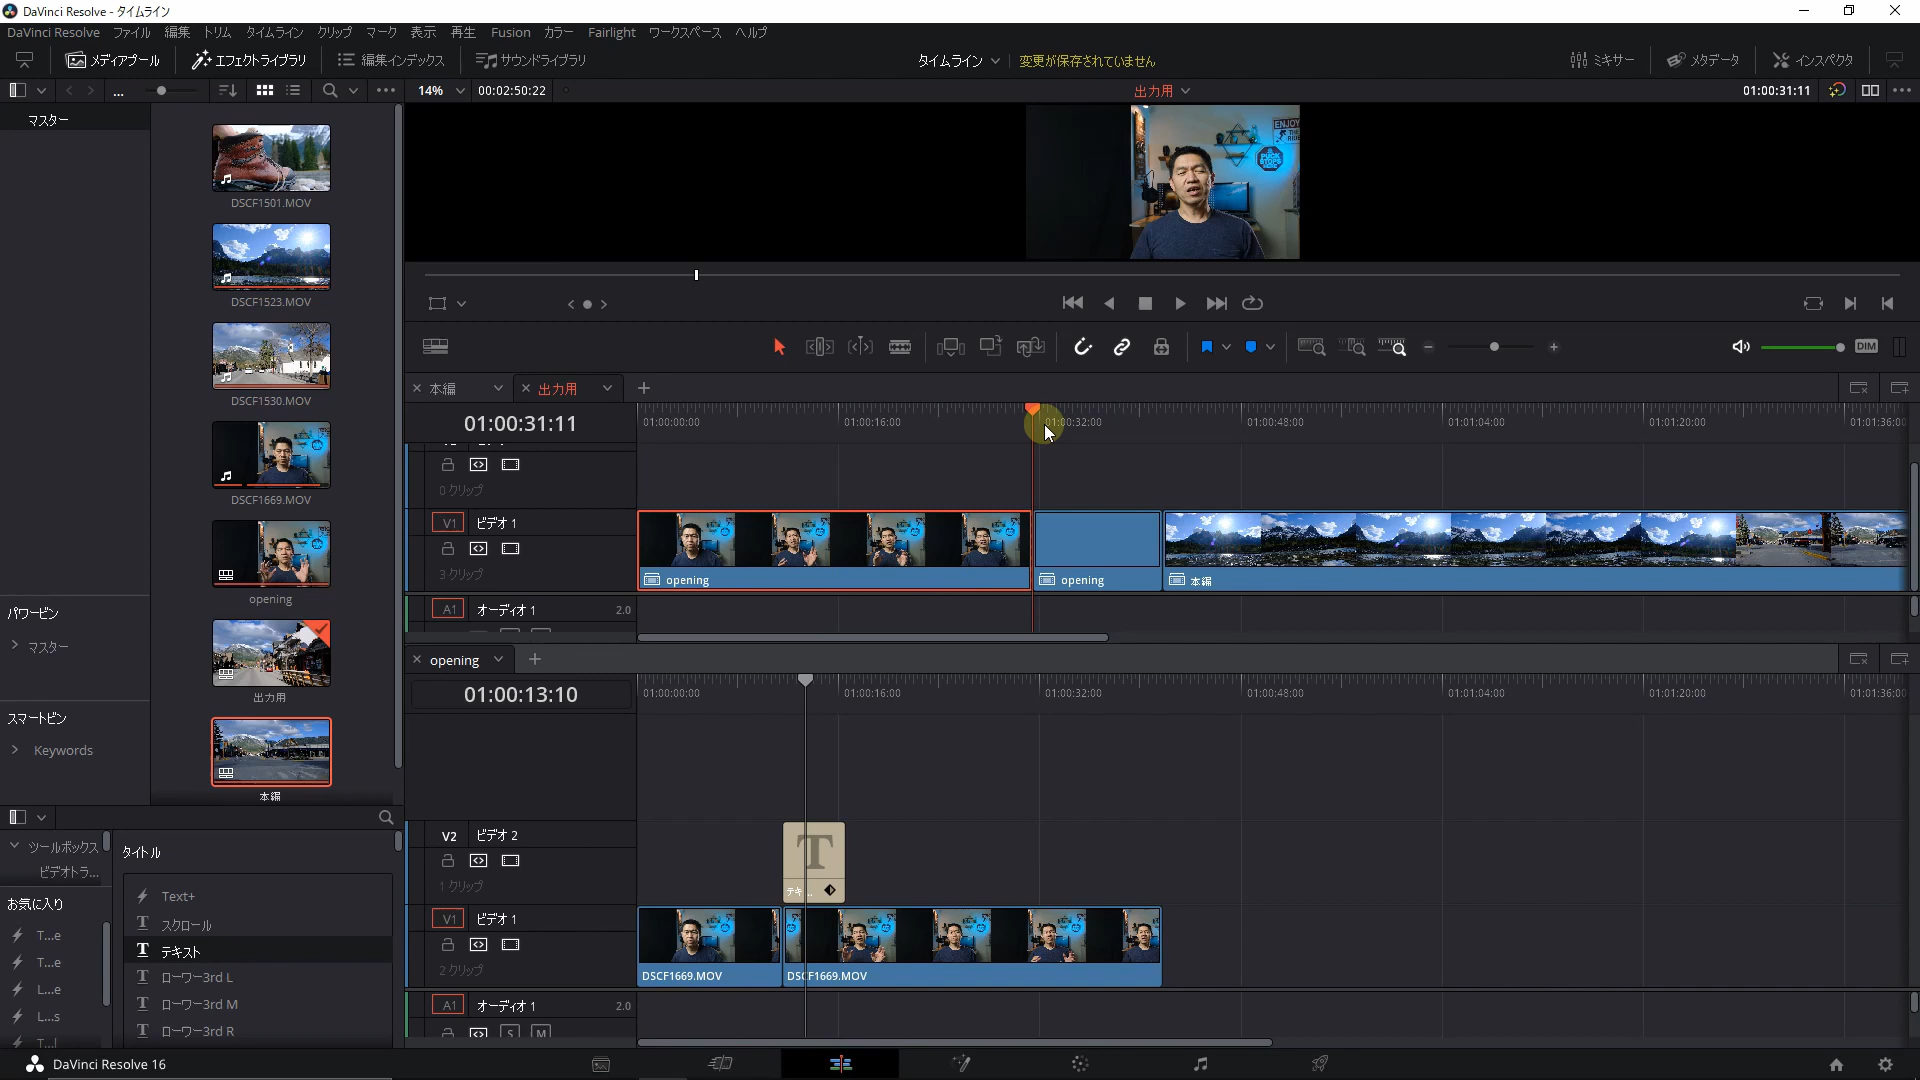 DaVinci Resolve - タイムライン
DaVinci Resolve ファイル 編集 トリム タイムライン クリップ マーク 表示 再生 Fusion カラー Fairlight ワークスペース ヘルプ
メディアプール エフェクトライブラリ 編集インデックス サウンドライブラリ タイムライン 変更が保存されていません ミキサー メタデータ インスペクタ
... 14% 00:02:50:22 出力用 01:00:31:11
マスター
DSCF1501.MOV
DSCF1523.MOV
DSCF1530.MOV
DSCF1669.MOV
opening
出力用
本編
パワービン
マスター
スマートビン
Keywords
ENJOY
THE
RIDE
PUCK
STOPS
HERE
DIM
本編 出力用
01:00:31:11
01:00:00:00 01:00:16:00 01:00:32:00 01:00:48:00 01:01:04:00 01:01:20:00 01:01:36:00
0 クリップ
V1 ビデオ 1
3 クリップ
opening opening 本編
A1 オーディオ 1 2.0
opening
01:00:13:10
01:00:00:00 01:00:16:00 01:00:32:00 01:00:48:00 01:01:04:00 01:01:20:00 01:01:36:00
V2 ビデオ 2
1 クリップ
T
テキ...
V1 ビデオ 1
2 クリップ
DSCF1669.MOV DSCF1669.MOV
A1 オーディオ 1 2.0
S M
ツールボックス
ビデオトラ...
お気に入り
T...e
T...e
L...e
L...s
T...l
タイトル
Text+
スクロール
テキスト
ローワー3rd L
ローワー3rd M
ローワー3rd R
DaVinci Resolve 16